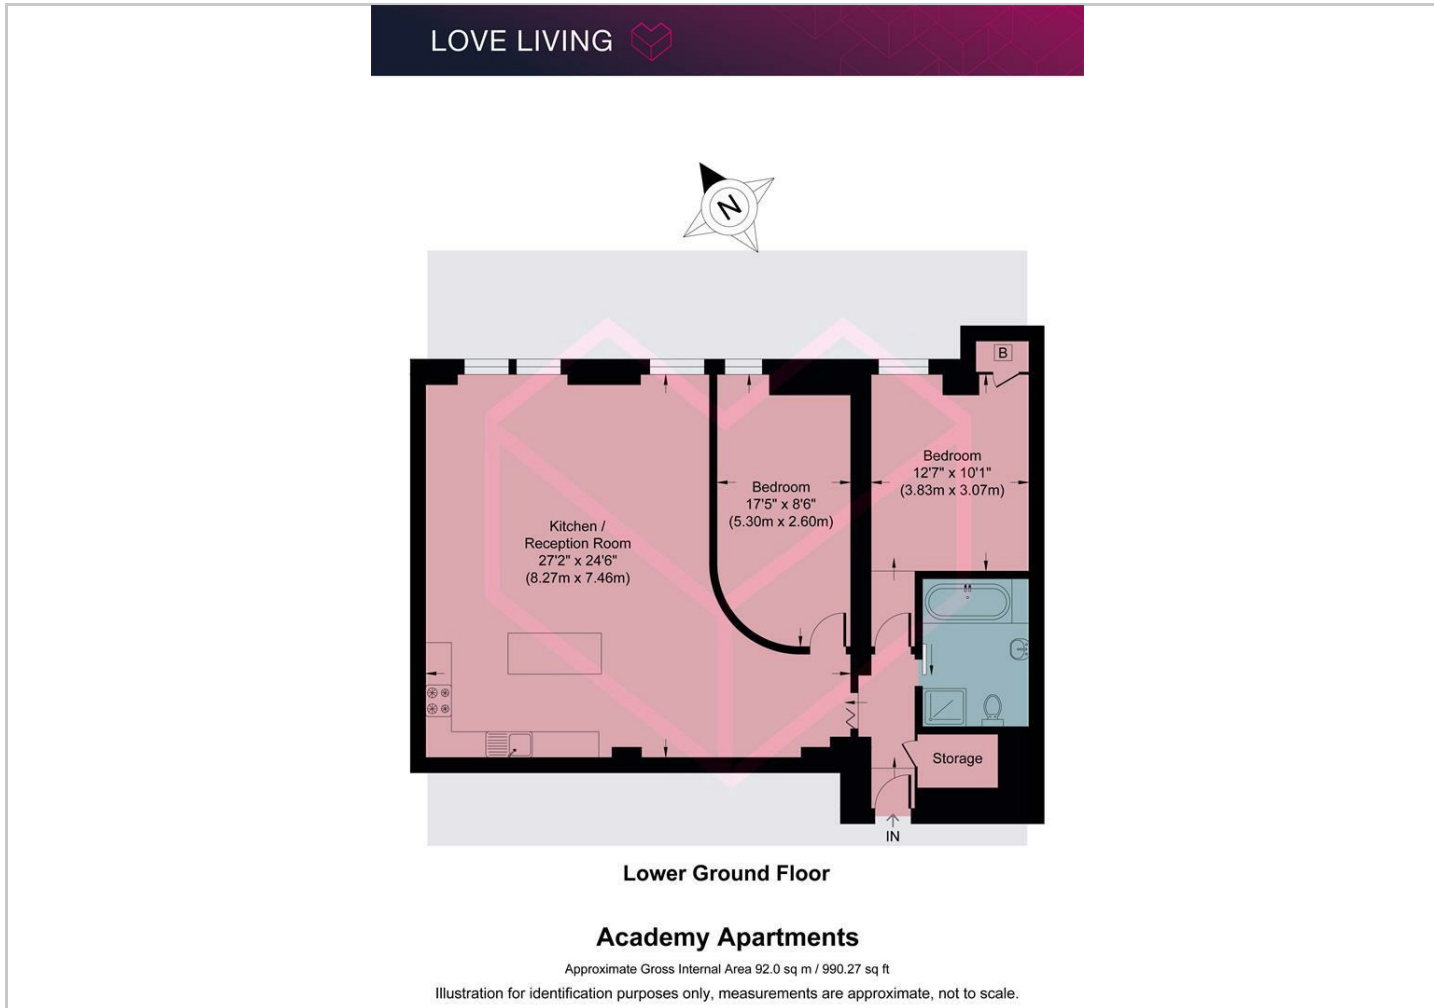 LOVE LIVING
N
B
Bedroom
12'7" x 10'1"
(3.83m x 3.07m)
Bedroom
17'5" x 8'6"
(5.30m x 2.60m)
Kitchen /
Reception Room
27'2" x 24'6"
(8.27m x 7.46m)
Storage
IN
Lower Ground Floor
Academy Apartments
Approximate Gross Internal Area 92.0 sq m / 990.27 sq ft
Illustration for identification purposes only, measurements are approximate, not to scale.